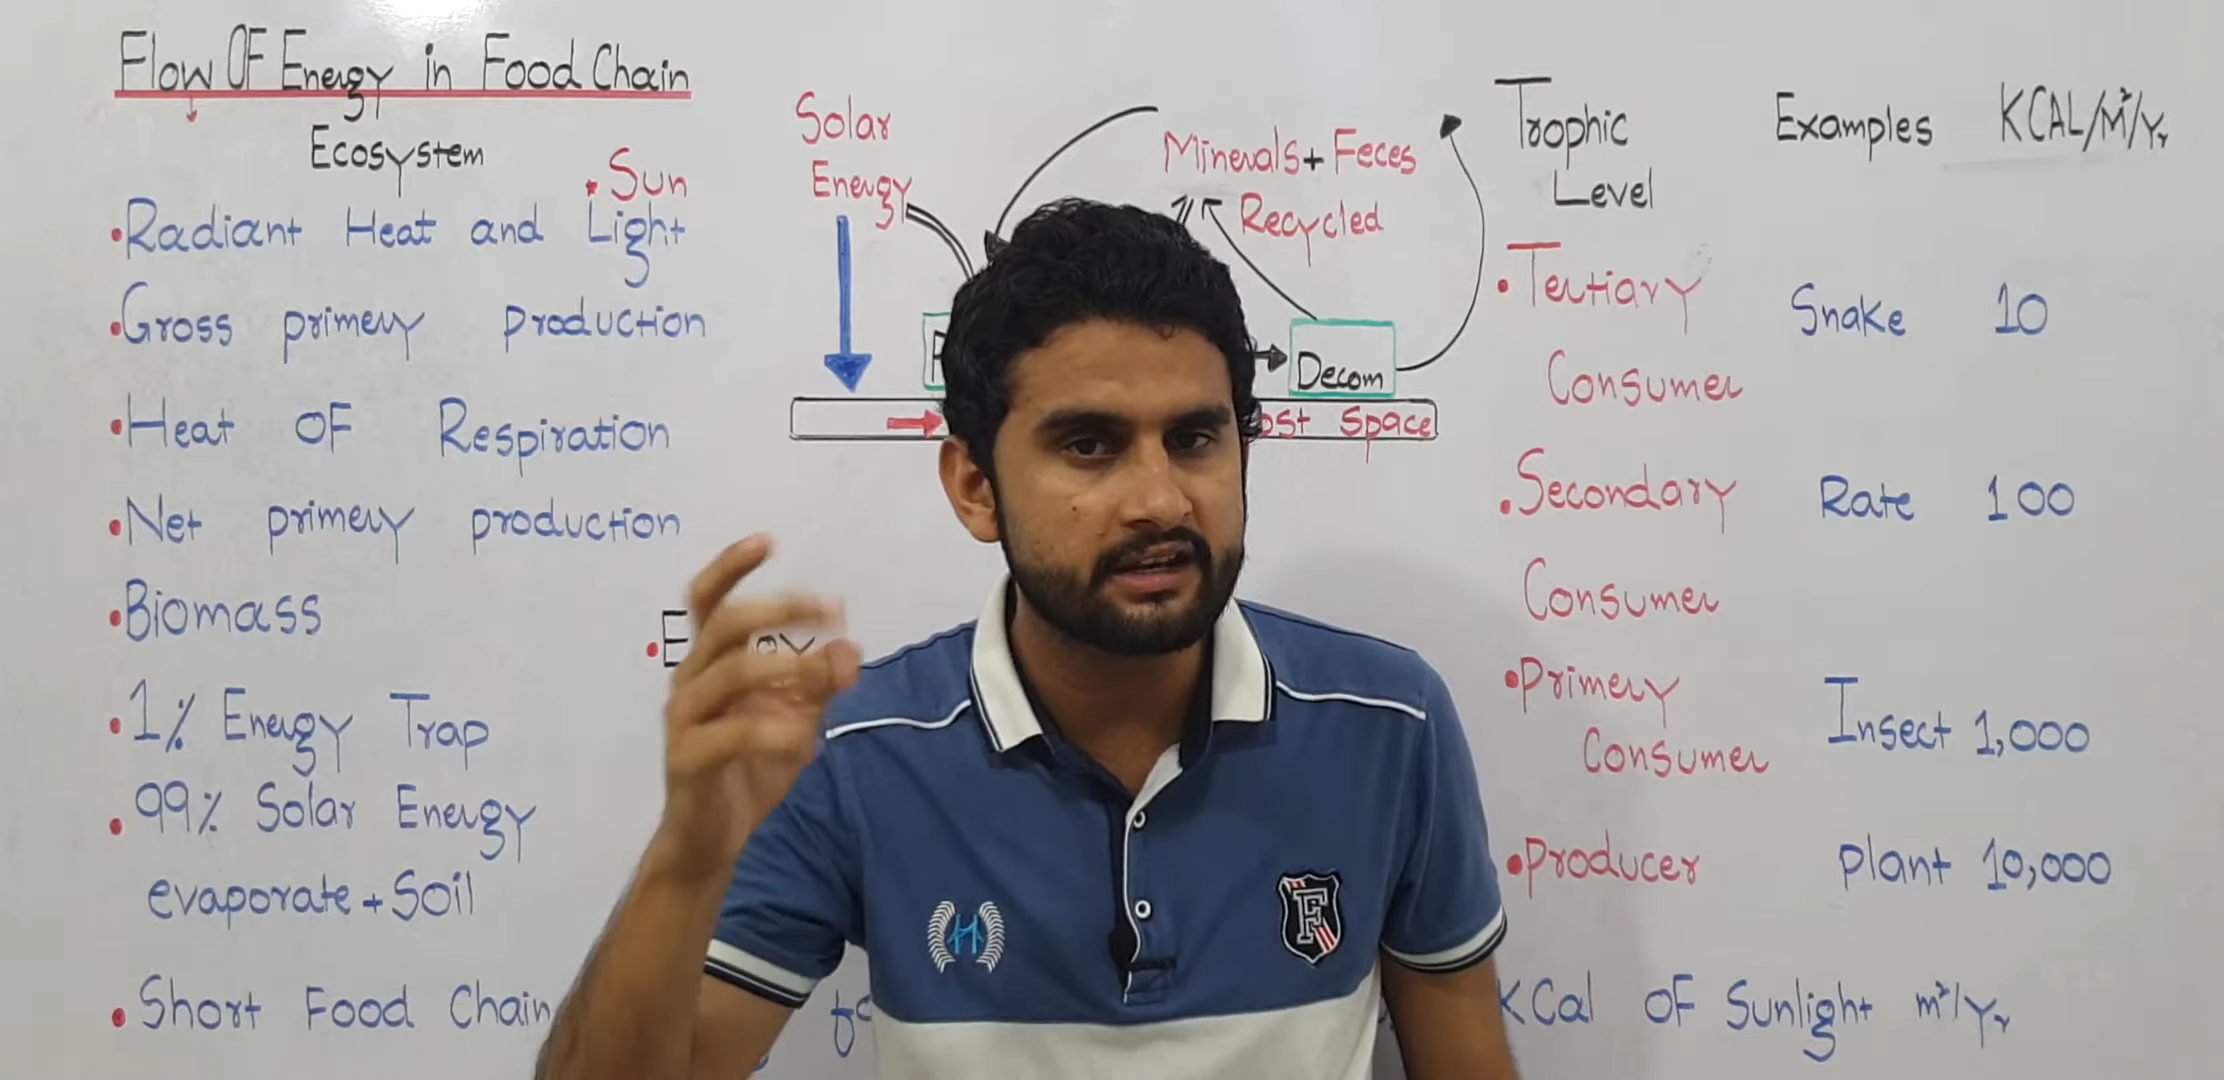 Flow OF Energy in Food Chain
Ecosystem
• Sun
• Radiant Heat and Light
• Gross primery production
• Heat OF Respiration
• Net primery production
• Biomass
• 1% Energy Trap
• 99% Solar Energy
evaporate + Soil
• Short Food Chain
Solar
Energy
Minerals + Feces
Recycled
Decom
Space
Trophic
Level
Examples
KCAL/M²/Yr
• Tertiary
Consumer
Snake 10
• Secondary
Consumer
Rate 100
• Primery
Consumer
Insect 1,000
• Producer
Plant 10,000
KCal OF Sunlight m²/Yr
H
F